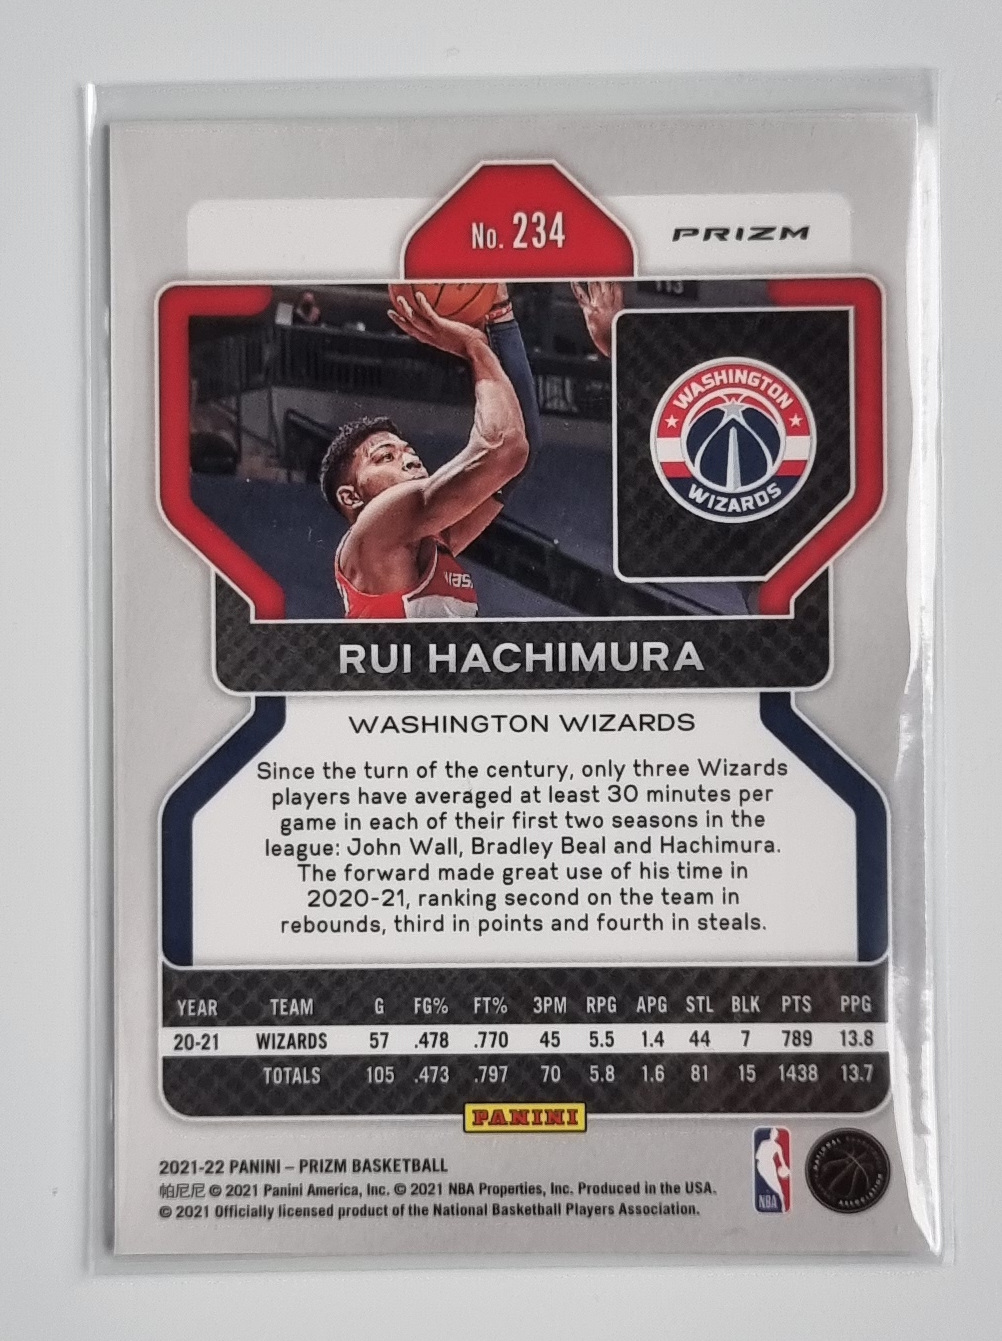 No. 234
PRIZM
WASHINGTON
WIZARDS
Was
RUI HACHIMURA
WASHINGTON WIZARDS
Since the turn of the century, only three Wizards
players have averaged at least 30 minutes per
game in each of their first two seasons in the
league: John Wall, Bradley Beal and Hachimura.
The forward made great use of his time in
2020-21, ranking second on the team in
rebounds, third in points and fourth in steals.
YEAR TEAM G FG% FT% 3PM RPG APG STL BLK PTS PPG
20-21 WIZARDS 57 .478 .770 45 5.5 1.4 44 7 789 13.8
TOTALS 105 .473 .797 70 5.8 1.6 81 15 1438 13.7
PANINI
2021-22 PANINI – PRIZM BASKETBALL
帕尼尼 © 2021 Panini America, Inc. © 2021 NBA Properties, Inc. Produced in the USA.
© 2021 Officially licensed product of the National Basketball Players Association.
NBA